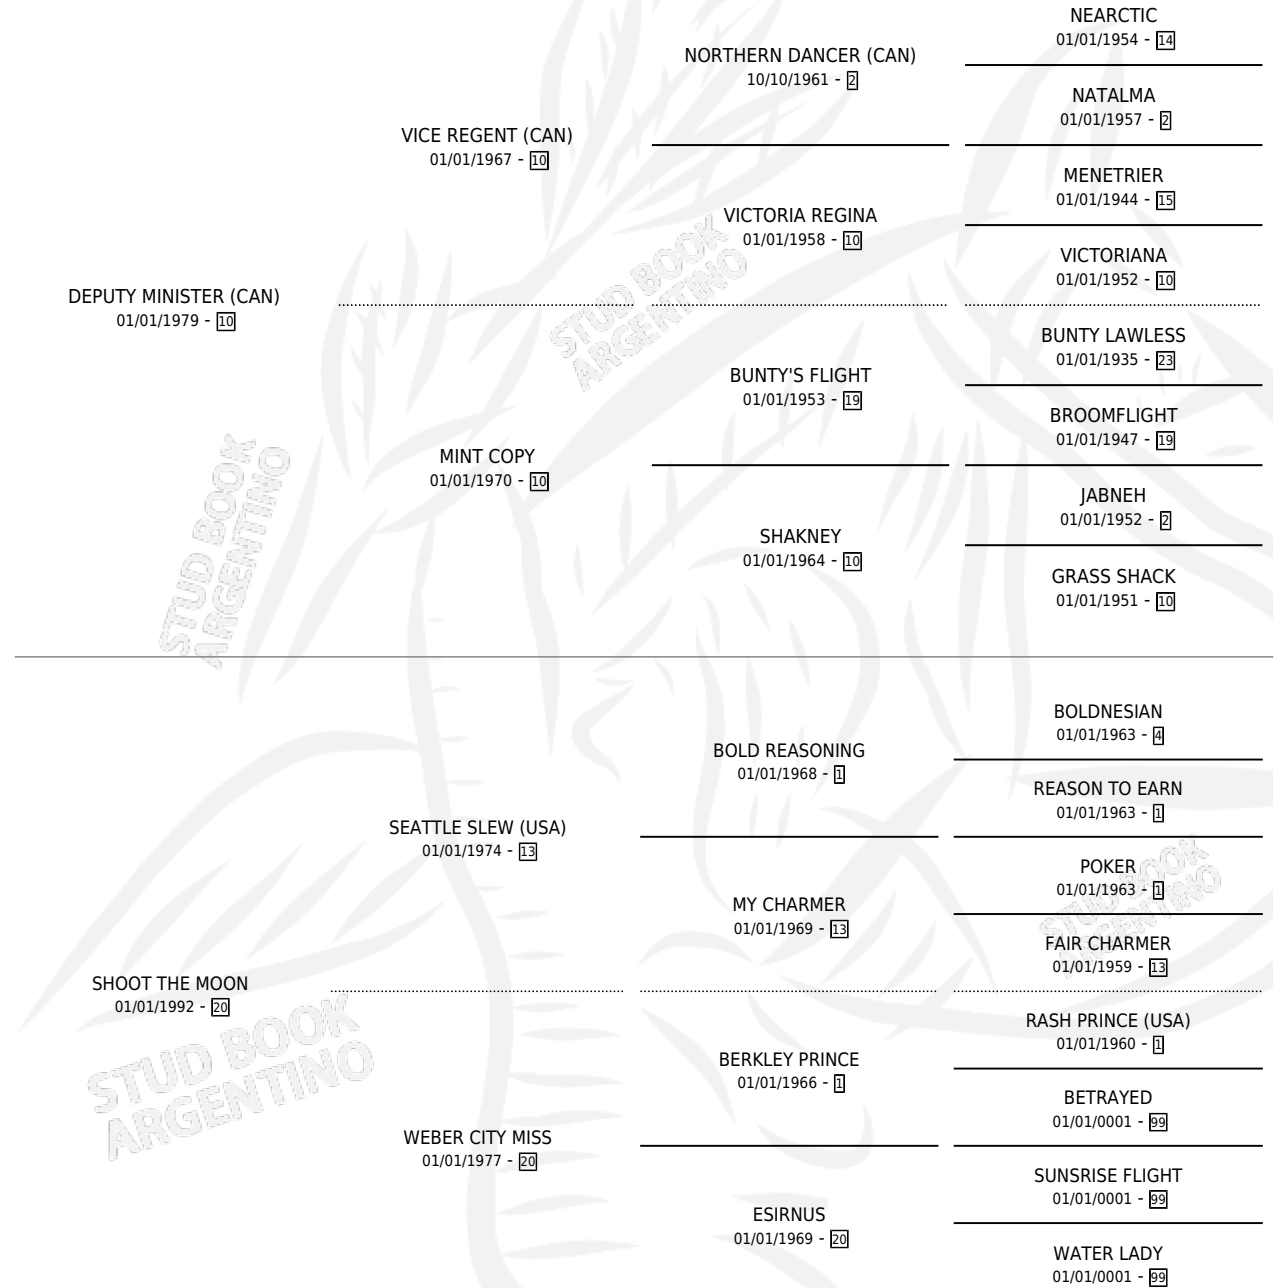 NEARCTIC
01/01/1954 - 14
NORTHERN DANCER (CAN)
10/10/1961 - 2
NATALMA
01/01/1957 - 2
VICE REGENT (CAN)
01/01/1967 - 10
MENETRIER
01/01/1944 - 15
VICTORIA REGINA
01/01/1958 - 10
VICTORIANA
01/01/1952 - 10
DEPUTY MINISTER (CAN)
01/01/1979 - 10
STUD BOOK
ARGENTINO
BUNTY LAWLESS
01/01/1935 - 23
BUNTY'S FLIGHT
01/01/1953 - 19
BROOMFLIGHT
01/01/1947 - 19
MINT COPY
01/01/1970 - 10
JABNEH
01/01/1952 - 2
SHAKNEY
01/01/1964 - 10
GRASS SHACK
01/01/1951 - 10
STUD BOOK
ARGENTINO
BOLDNESIAN
01/01/1963 - 4
BOLD REASONING
01/01/1968 - 1
REASON TO EARN
01/01/1963 - 1
SEATTLE SLEW (USA)
01/01/1974 - 13
POKER
01/01/1963 - 1
MY CHARMER
01/01/1969 - 13
FAIR CHARMER
01/01/1959 - 13
STUD BOOK
ARGENTINO
SHOOT THE MOON
01/01/1992 - 20
RASH PRINCE (USA)
01/01/1960 - 1
BERKLEY PRINCE
01/01/1966 - 1
BETRAYED
01/01/0001 - 99
WEBER CITY MISS
01/01/1977 - 20
SUNSRISE FLIGHT
01/01/0001 - 99
ESIRNUS
01/01/1969 - 20
WATER LADY
01/01/0001 - 99
STUD BOOK
ARGENTINO